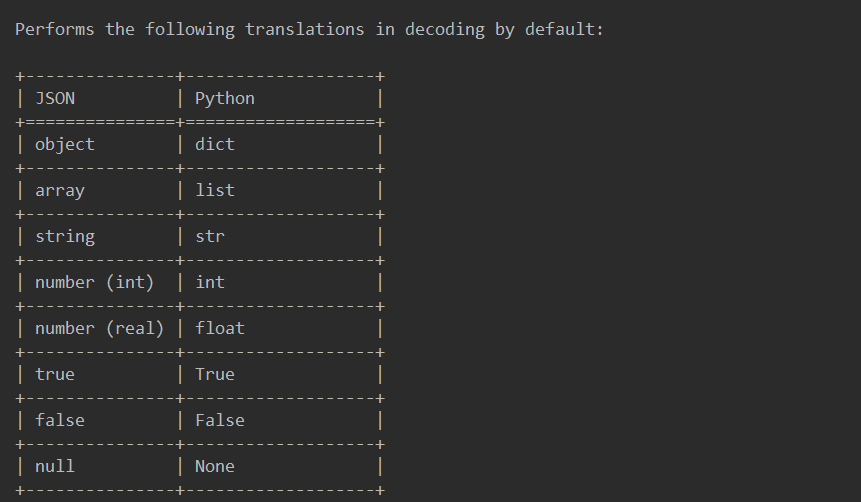 Performs the following translations in decoding by default:

+---------------+-------------------+
| JSON          | Python            |
+===============+===================+
| object        | dict              |
+---------------+-------------------+
| array         | list              |
+---------------+-------------------+
| string        | str               |
+---------------+-------------------+
| number (int)  | int               |
+---------------+-------------------+
| number (real) | float             |
+---------------+-------------------+
| true          | True              |
+---------------+-------------------+
| false         | False             |
+---------------+-------------------+
| null          | None              |
+---------------+-------------------+